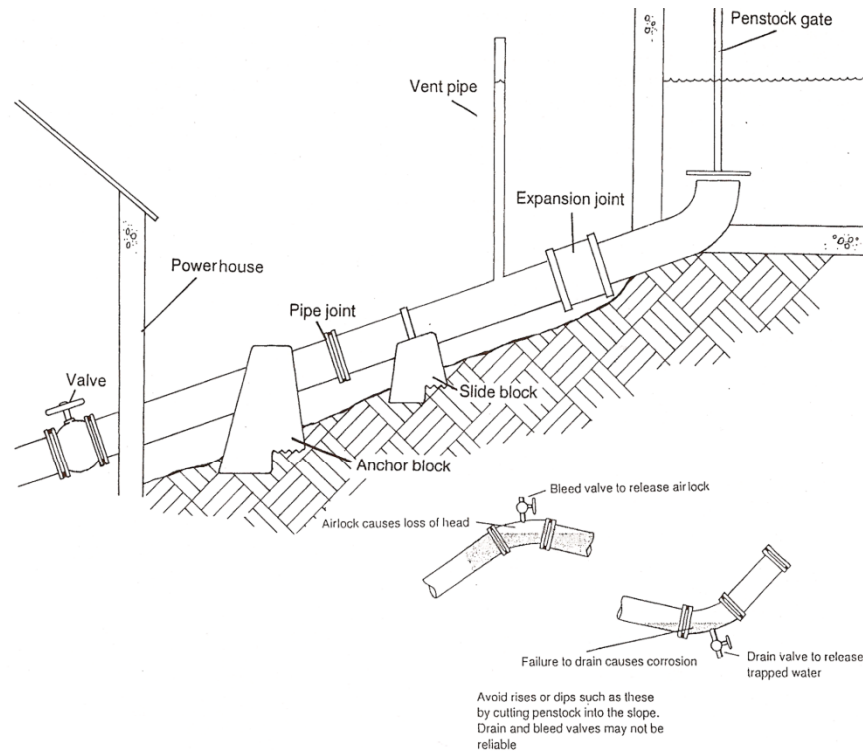 Penstock gate
Vent pipe
Expansion joint
Powerhouse
Pipe joint
Valve
Slide block
Anchor block
Bleed valve to release airlock
Airlock causes loss of head
Failure to drain causes corrosion
Drain valve to release
trapped water
Avoid rises or dips such as these
by cutting penstock into the slope.
Drain and bleed valves may not be
reliable